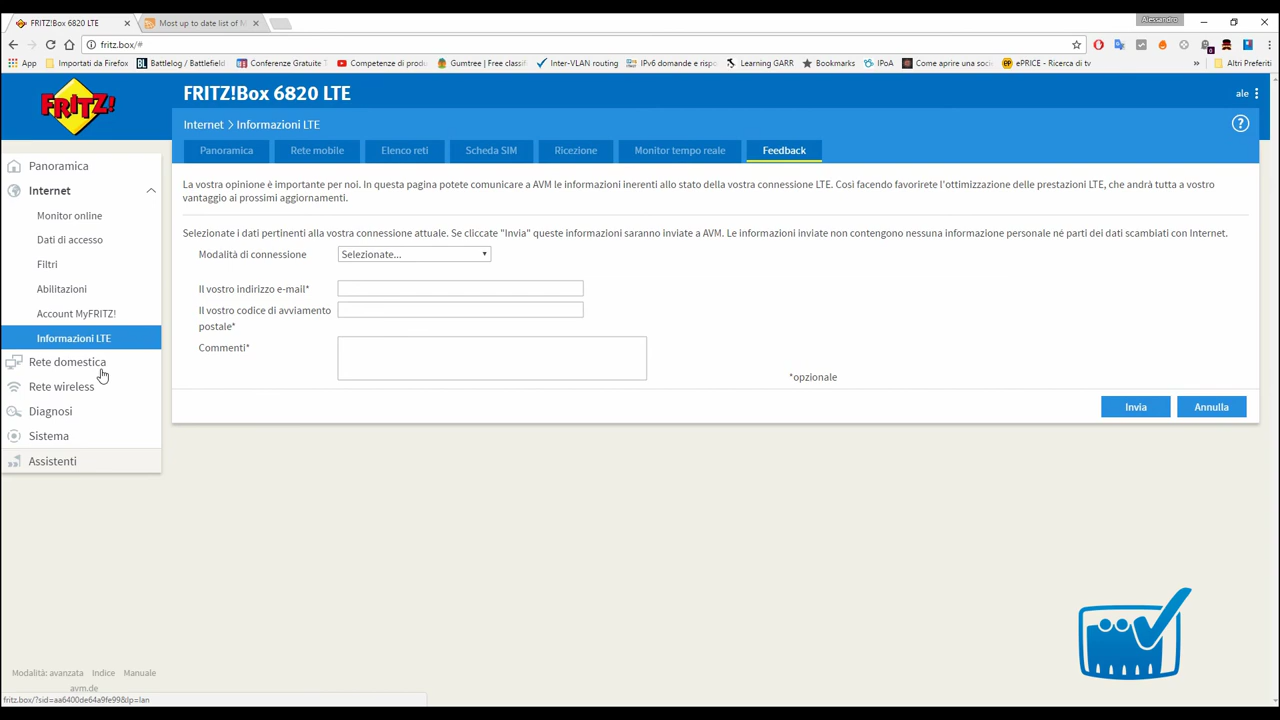 FRITZ!Box 6820 LTE
Most up to date list of M
Alessandro
fritz.box/#
App
Importati da Firefox
Battlelog / Battlefield
Conferenze Gratuite T
Competenze di produ
Gumtree | Free classif
Inter-VLAN routing
IPv6 domande e rispo
Learning GARR
Bookmarks
IPoA
Come aprire una soci
ePRICE - Ricerca di tv
»
Altri Preferiti
FRITZ!
FRITZ!Box 6820 LTE
ale
Internet > Informazioni LTE
Panoramica
Rete mobile
Elenco reti
Scheda SIM
Ricezione
Monitor tempo reale
Feedback
Panoramica
Internet
Monitor online
Dati di accesso
Filtri
Abilitazioni
Account MyFRITZ!
Informazioni LTE
Rete domestica
Rete wireless
Diagnosi
Sistema
Assistenti
La vostra opinione è importante per noi. In questa pagina potete comunicare a AVM le informazioni inerenti allo stato della vostra connessione LTE. Così facendo favorirete l'ottimizzazione delle prestazioni LTE, che andrà tutta a vostro
vantaggio ai prossimi aggiornamenti.
Selezionate i dati pertinenti alla vostra connessione attuale. Se cliccate "Invia" queste informazioni saranno inviate a AVM. Le informazioni inviate non contengono nessuna informazione personale né parti dei dati scambiati con Internet.
Modalità di connessione
Selezionate...
Il vostro indirizzo e-mail*
Il vostro codice di avviamento
postale*
Commenti*
*opzionale
Invia
Annulla
Modalità: avanzata
Indice
Manuale
avm.de
fritz.box/?sid=aa6400de64a9fe99&lp=lan